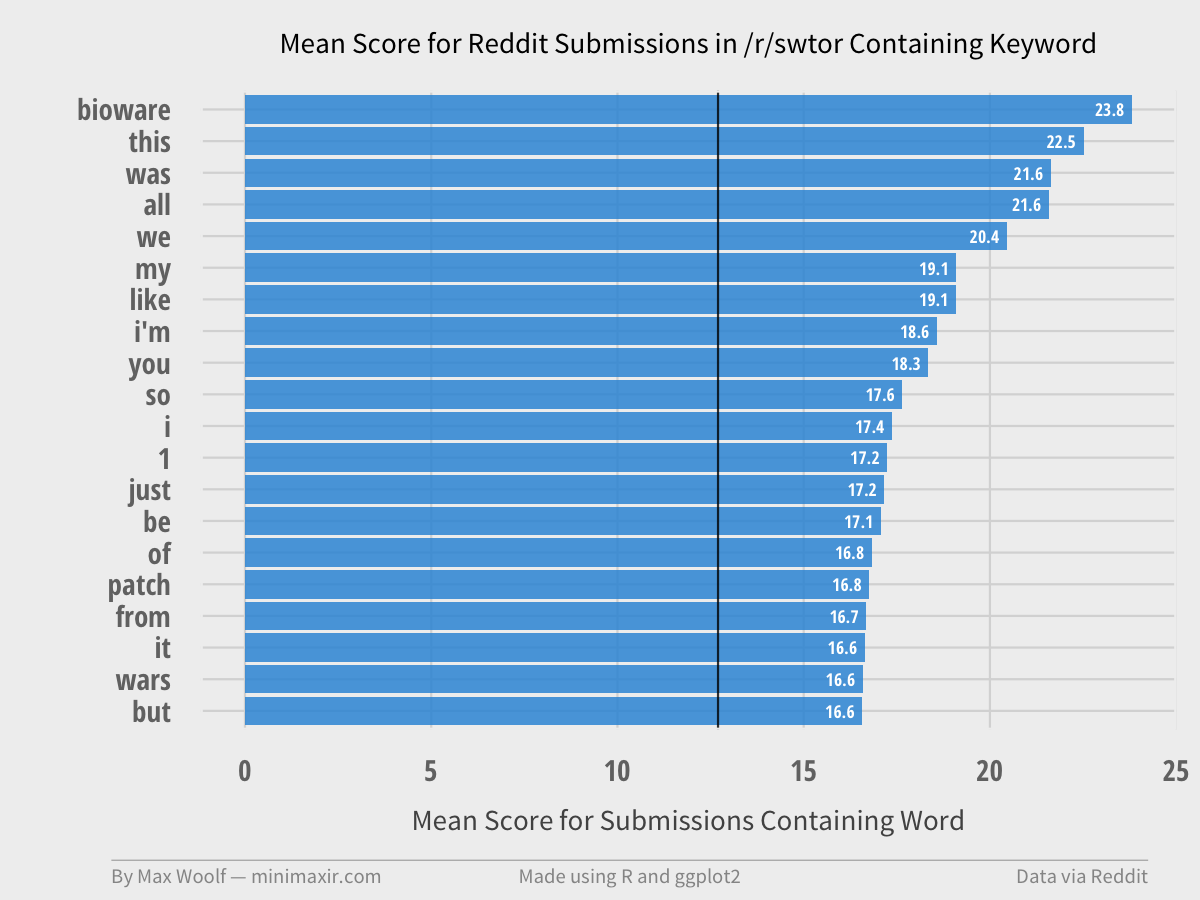 Mean Score for Reddit Submissions in /r/swtor Containing Keyword
bioware 23.8
this 22.5
was 21.6
all 21.6
we 20.4
my 19.1
like 19.1
i'm 18.6
you 18.3
so 17.6
i 17.4
1 17.2
just 17.2
be 17.1
of 16.8
patch 16.8
from 16.7
it 16.6
wars 16.6
but 16.6
0 5 10 15 20 25
Mean Score for Submissions Containing Word
By Max Woolf — minimaxir.com Made using R and ggplot2 Data via Reddit